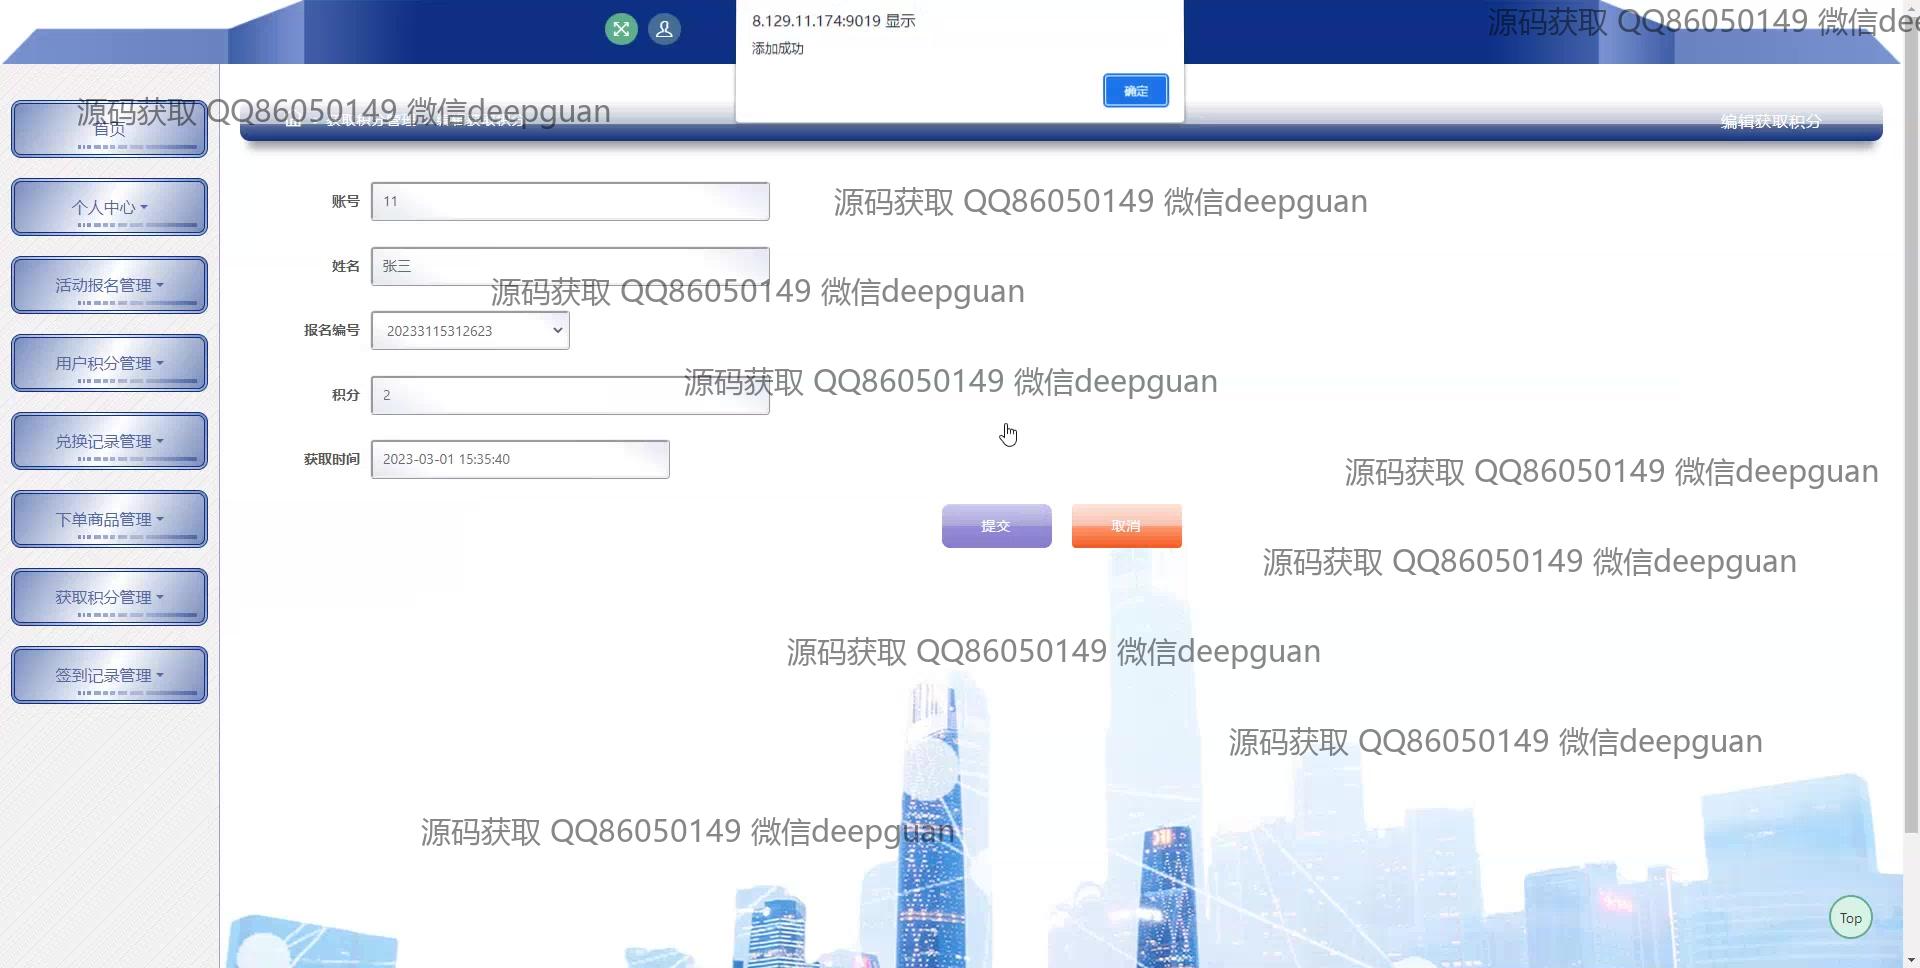 8.129.11.174:9019 显示
添加成功
确定
源码获取 QQ86050149 微信dee
源码获取 QQ86050149 微信deepguan
首页
获取积分管理
编辑获取积分
编辑获取积分
个人中心
账号 11
源码获取 QQ86050149 微信deepguan
姓名 张三
活动报名管理
源码获取 QQ86050149 微信deepguan
报名编号 20233115312623
用户积分管理
源码获取 QQ86050149 微信deepguan
积分 2
兑换记录管理
获取时间 2023-03-01 15:35:40
源码获取 QQ86050149 微信deepguan
下单商品管理
提交
取消
源码获取 QQ86050149 微信deepguan
获取积分管理
源码获取 QQ86050149 微信deepguan
签到记录管理
源码获取 QQ86050149 微信deepguan
源码获取 QQ86050149 微信deepguan
Top